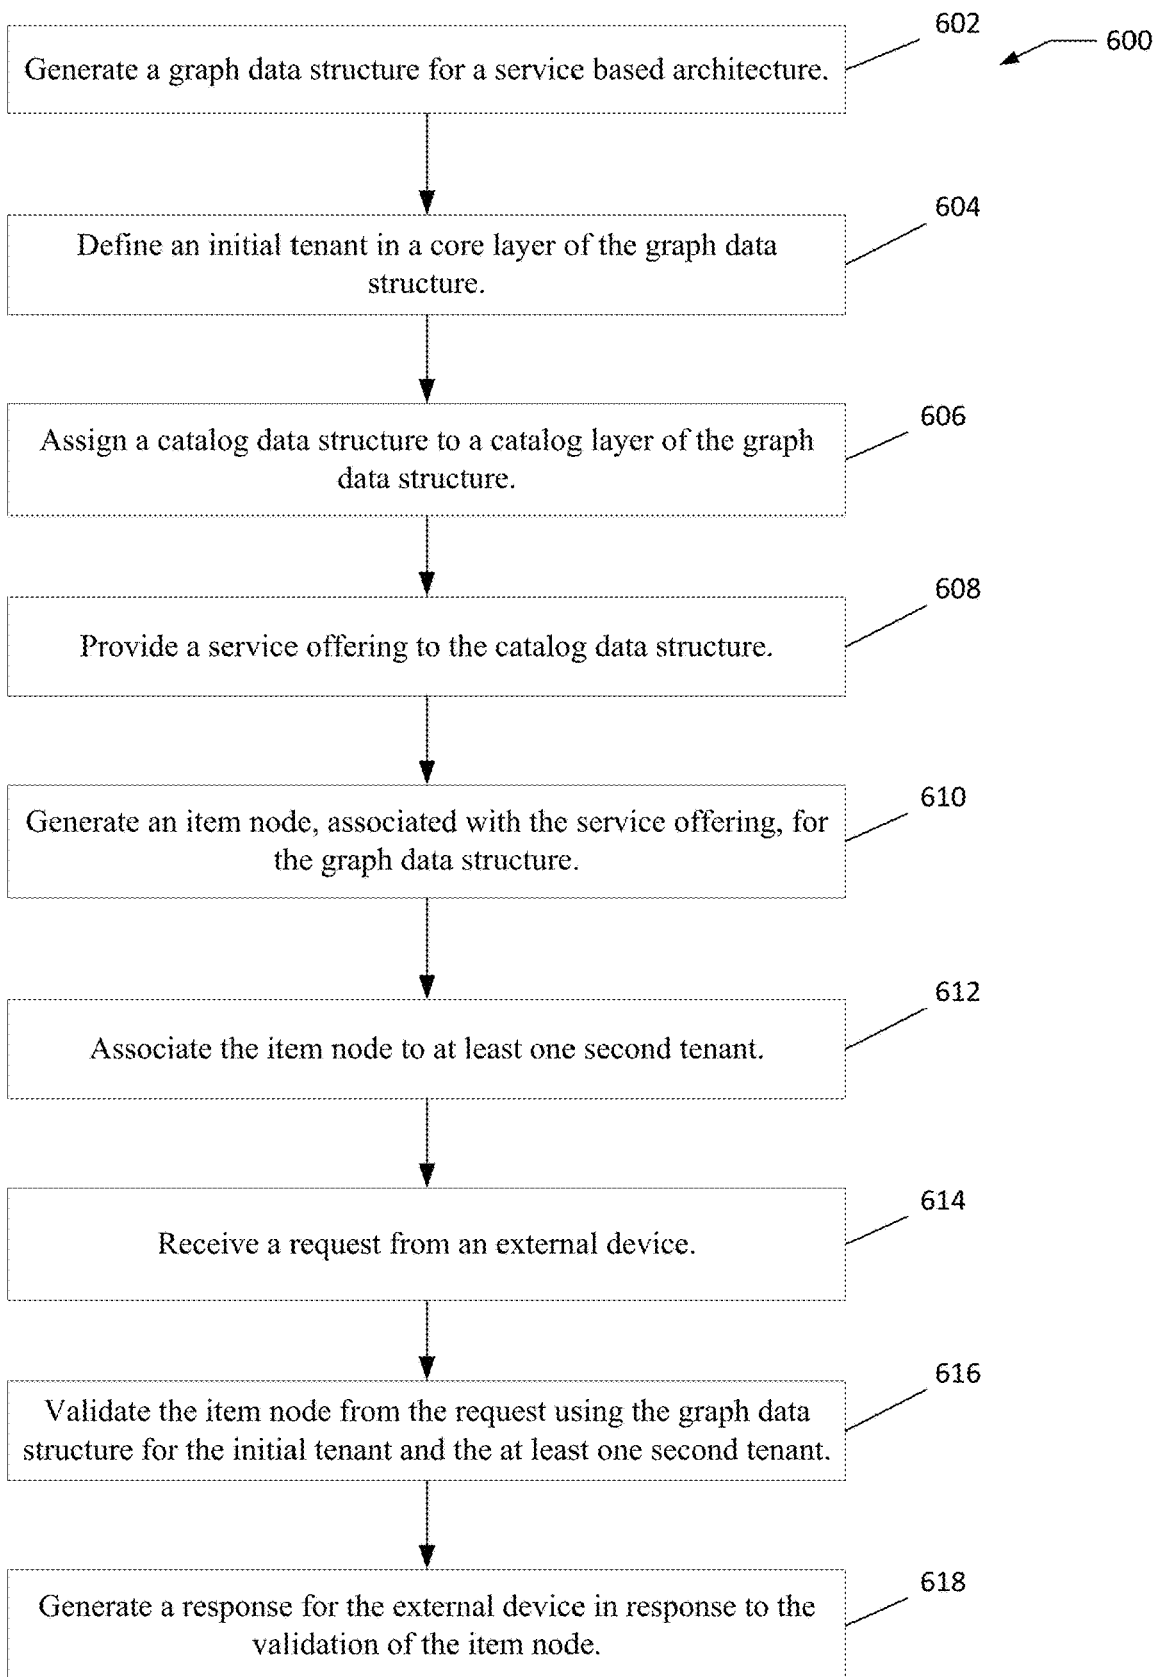 602
600
Generate a graph data structure for a service based architecture.
604
Define an initial tenant in a core layer of the graph data
structure.
606
Assign a catalog data structure to a catalog layer of the graph
data structure.
608
Provide a service offering to the catalog data structure.
610
Generate an item node, associated with the service offering, for
the graph data structure.
612
Associate the item node to at least one second tenant.
614
Receive a request from an external device.
616
Validate the item node from the request using the graph data
structure for the initial tenant and the at least one second tenant.
618
Generate a response for the external device in response to the
validation of the item node.